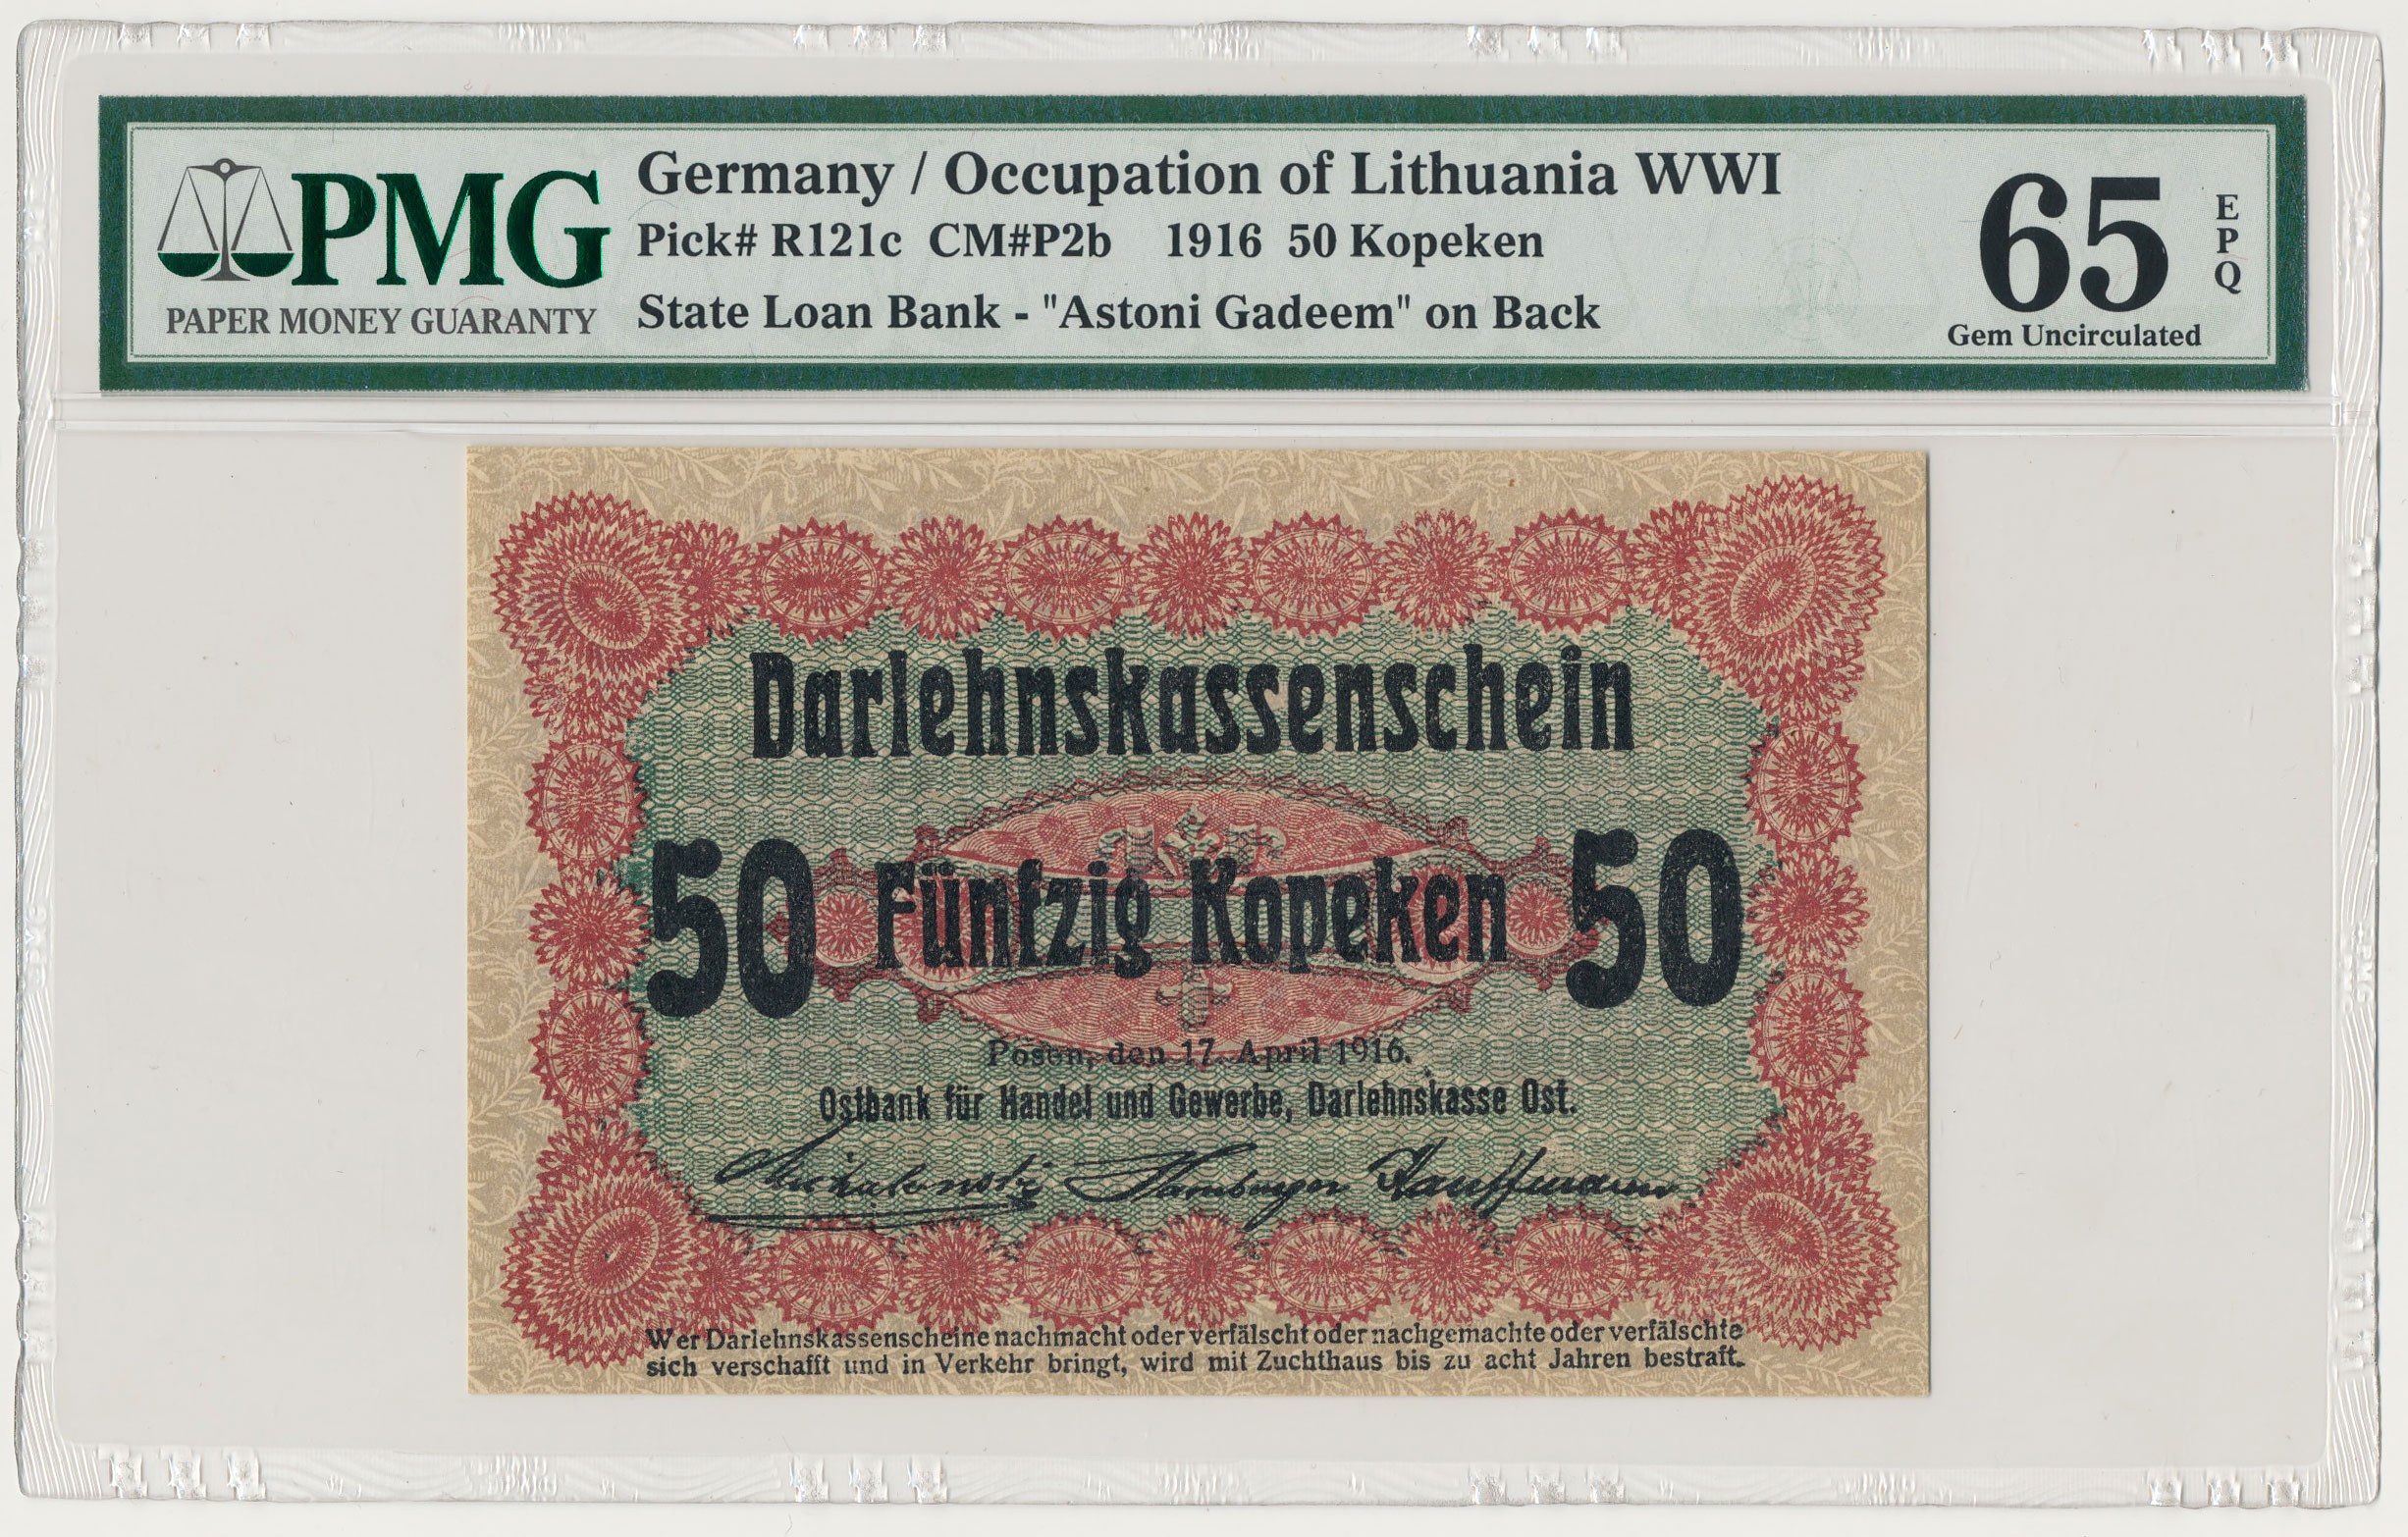 PMG
PAPER MONEY GUARANTY
Germany / Occupation of Lithuania WWI
Pick# R121c CM#P2b 1916 50 Kopeken
State Loan Bank - "Astoni Gadeem" on Back
65 EPQ
Gem Uncirculated
Darlehnskassenschein
50 Fünfzig Kopeken 50
Posen, den 17. April 1916.
Ostbank für Handel und Gewerbe, Darlehnskasse Ost.
Michalowski Hamburger Kauffmann
Wer Darlehnskassenscheine nachmacht oder verfälscht oder nachgemachte oder verfälschte
sich verschafft und in Verkehr bringt, wird mit Zuchthaus bis zu acht Jahren bestraft.